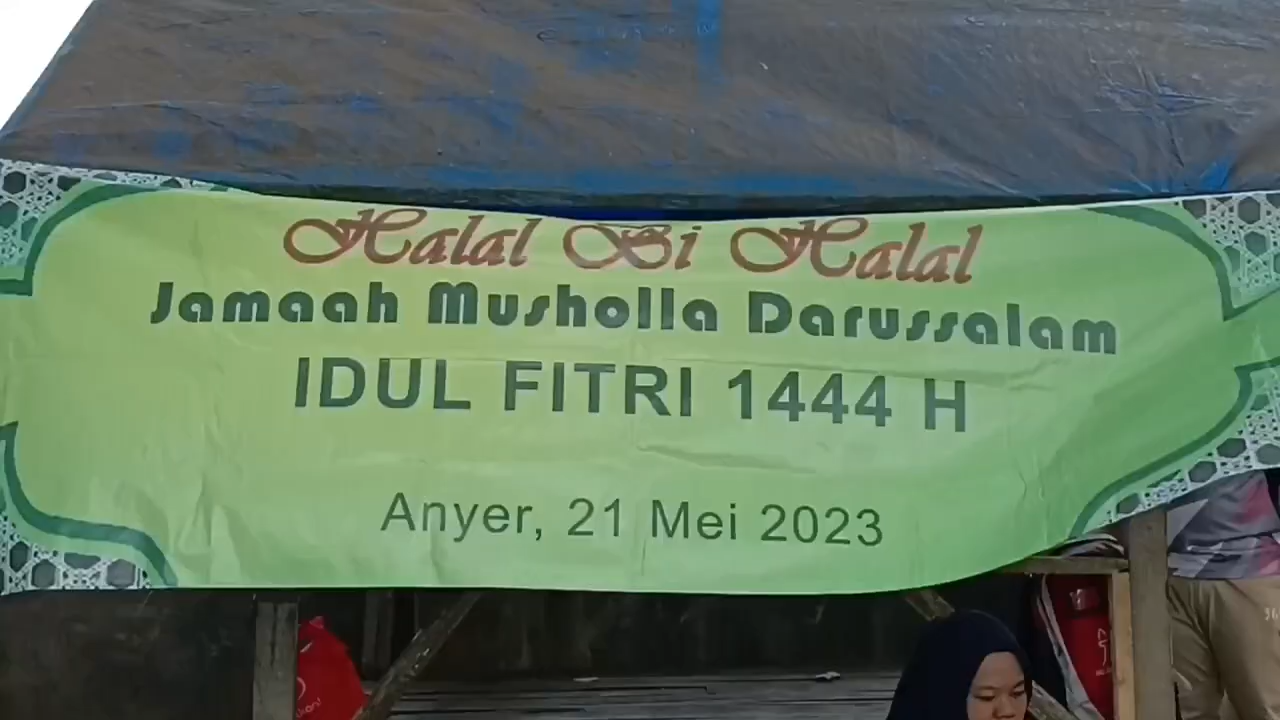 Halal Bi Halal
Jamaah Musholla Darussalam
IDUL FITRI 1444 H
Anyer, 21 Mei 2023